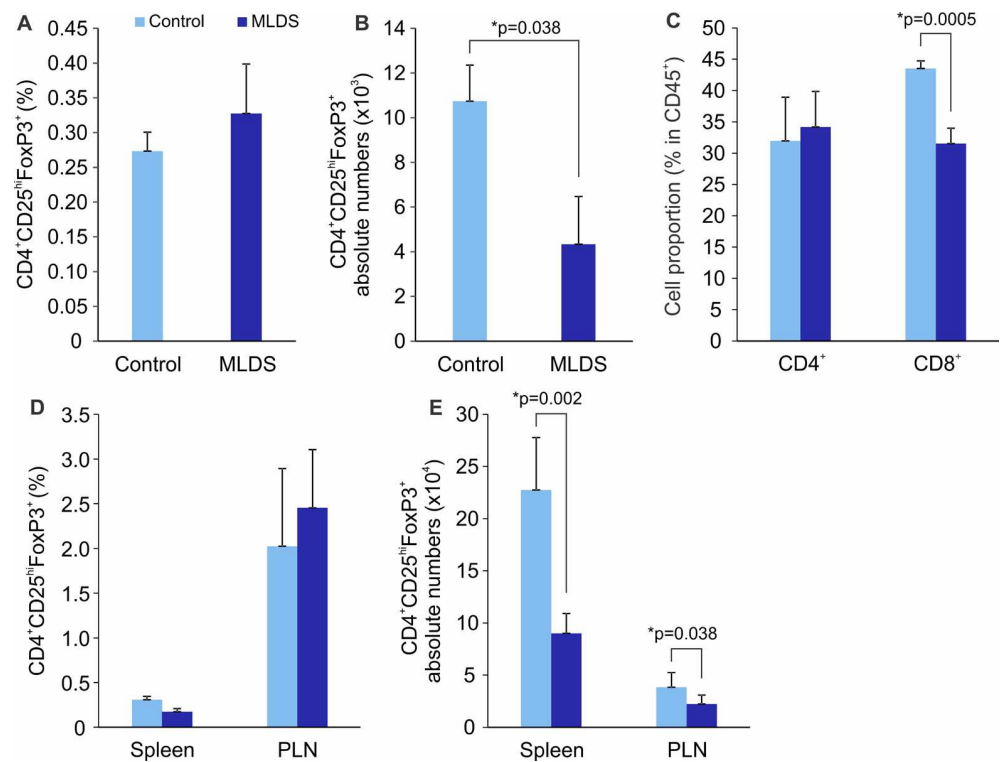 A
Control
MLDS
CD4⁺CD25ʰⁱFoxP3⁺ (%)
0.45
0.40
0.35
0.30
0.25
0.20
0.15
0.10
0.05
0
Control
MLDS
B
*p=0.038
CD4⁺CD25ʰⁱFoxP3⁺
absolute numbers (x10³)
14
12
10
8
6
4
2
0
Control
MLDS
C
*p=0.0005
Cell proportion (% in CD45⁺)
50
45
40
35
30
25
20
15
10
5
0
CD4⁺
CD8⁺
D
CD4⁺CD25ʰⁱFoxP3⁺ (%)
3.5
3.0
2.5
2.0
1.0
0.5
0
Spleen
PLN
E
*p=0.002
*p=0.038
CD4⁺CD25ʰⁱFoxP3⁺
absolute numbers (x10⁴)
30
25
20
15
10
5
0
Spleen
PLN